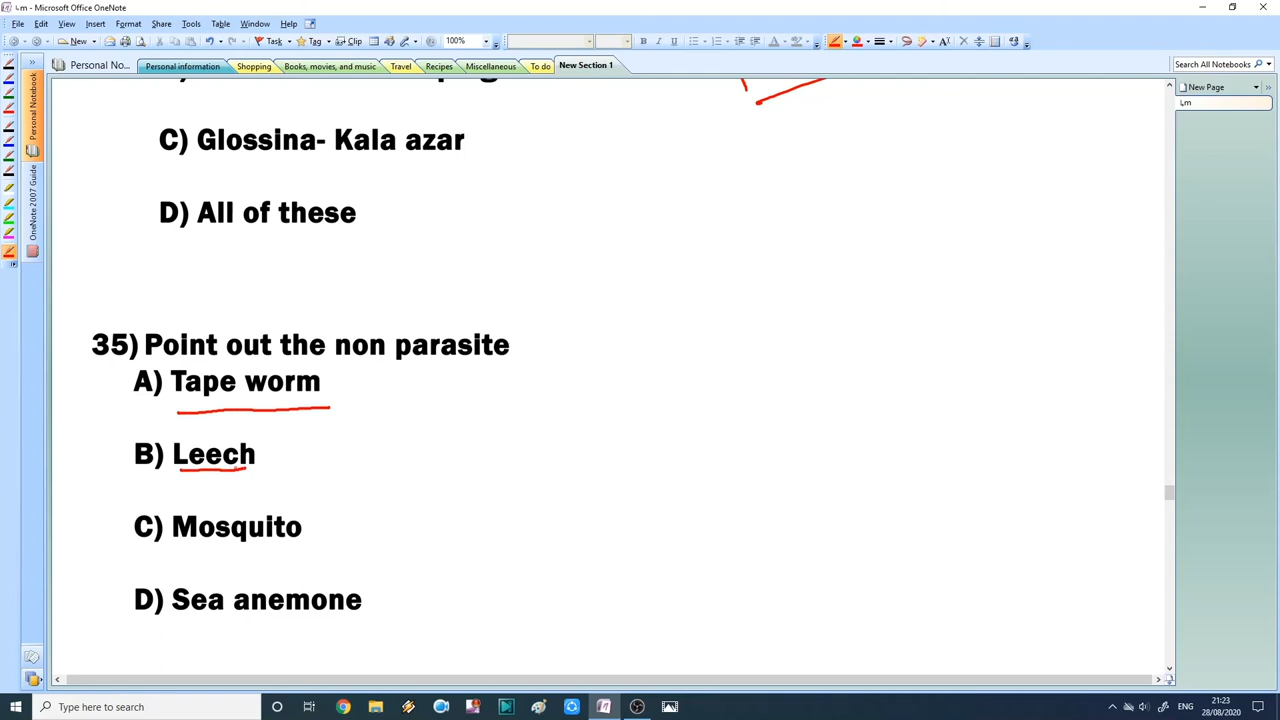 Lm - Microsoft Office OneNote
File Edit View Insert Format Share Tools Table Window Help
New Task Tag Clip 100% B I U A
Personal No... Personal information Shopping Books, movies, and music Travel Recipes Miscellaneous To do New Section 1 Search All Notebooks
New Page
Lm
Personal Notebook
OneNote 2007 Guide
C) Glossina- Kala azar
D) All of these
35) Point out the non parasite
A) Tape worm
B) Leech
C) Mosquito
D) Sea anemone
Type here to search
ENG
21:23
28/08/2020